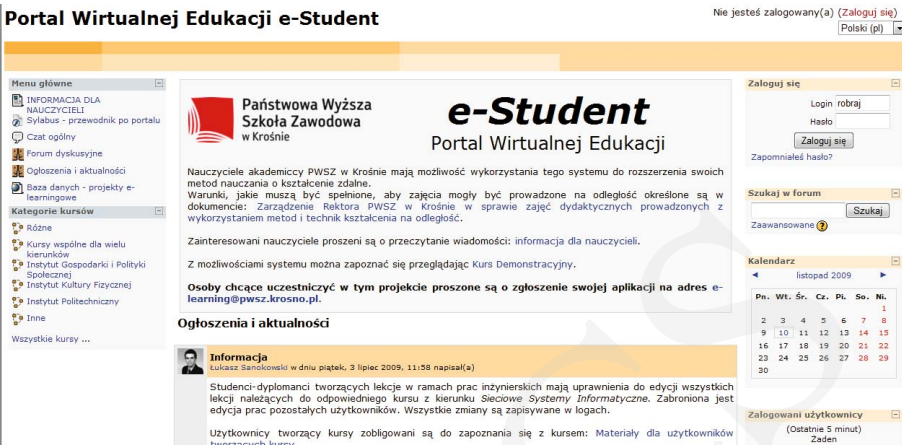 Portal Wirtualnej Edukacji e-Student
Nie jesteś zalogowany(a) (Zaloguj się)
Polski (pl)
Menu główne
INFORMACJA DLA
NAUCZYCIELI
Sylabus - przewodnik po portalu
Czat ogólny
Forum dyskusyjne
Ogłoszenia i aktualności
Baza danych - projekty e-
learningowe
Kategorie kursów
Różne
Kursy wspólne dla wielu
kierunków
Instytut Gospodarki i Polityki
Społecznej
Instytut Kultury Fizycznej
Instytut Politechniczny
Inne
Wszystkie kursy ...
Państwowa Wyższa
Szkoła Zawodowa
w Krośnie
e-Student
Portal Wirtualnej Edukacji
Nauczyciele akademiccy PWSZ w Krośnie mają możliwość wykorzystania tego systemu do rozszerzenia swoich
metod nauczania o kształcenie zdalne.
Warunki, jakie muszą być spełnione, aby zajęcia mogły być prowadzone na odległość określone są w
dokumencie: Zarządzenie Rektora PWSZ w Krośnie w sprawie zajęć dydaktycznych prowadzonych z
wykorzystaniem metod i technik kształcenia na odległość.
Zainteresowani nauczyciele proszeni są o przeczytanie wiadomości: informacja dla nauczycieli.
Z możliwościami systemu można zapoznać się przeglądając Kurs Demonstracyjny.
Osoby chcące uczestniczyć w tym projekcie proszone są o zgłoszenie swojej aplikacji na adres e-
learning@pwsz.krosno.pl.
Ogłoszenia i aktualności
Informacja
Łukasz Sanokowski w dniu piątek, 3 lipiec 2009, 11:58 napisał(a)
Studenci-dyplomanci tworzących lekcje w ramach prac inżynierskich mają uprawnienia do edycji wszystkich
lekcji należących do odpowiedniego kursu z kierunku Sieciowe Systemy Informatyczne. Zabroniona jest
edycja prac pozostałych użytkowników. Wszystkie zmiany są zapisywane w logach.
Użytkownicy tworzący kursy zobligowani są do zapoznania się z kursem: Materiały dla użytkowników
tworzących kursy
Zaloguj się
Login robraj
Hasło
Zaloguj się
Zapomniałeś hasło?
Szukaj w forum
Szukaj
Zaawansowane ?
Kalendarz
◄ listopad 2009 ►
Pn. Wt. Śr. Cz. Pi. So. Ni.
1
2 3 4 5 6 7 8
9 10 11 12 13 14 15
16 17 18 19 20 21 22
23 24 25 26 27 28 29
30
Zalogowani użytkownicy
(Ostatnie 5 minut)
Żaden